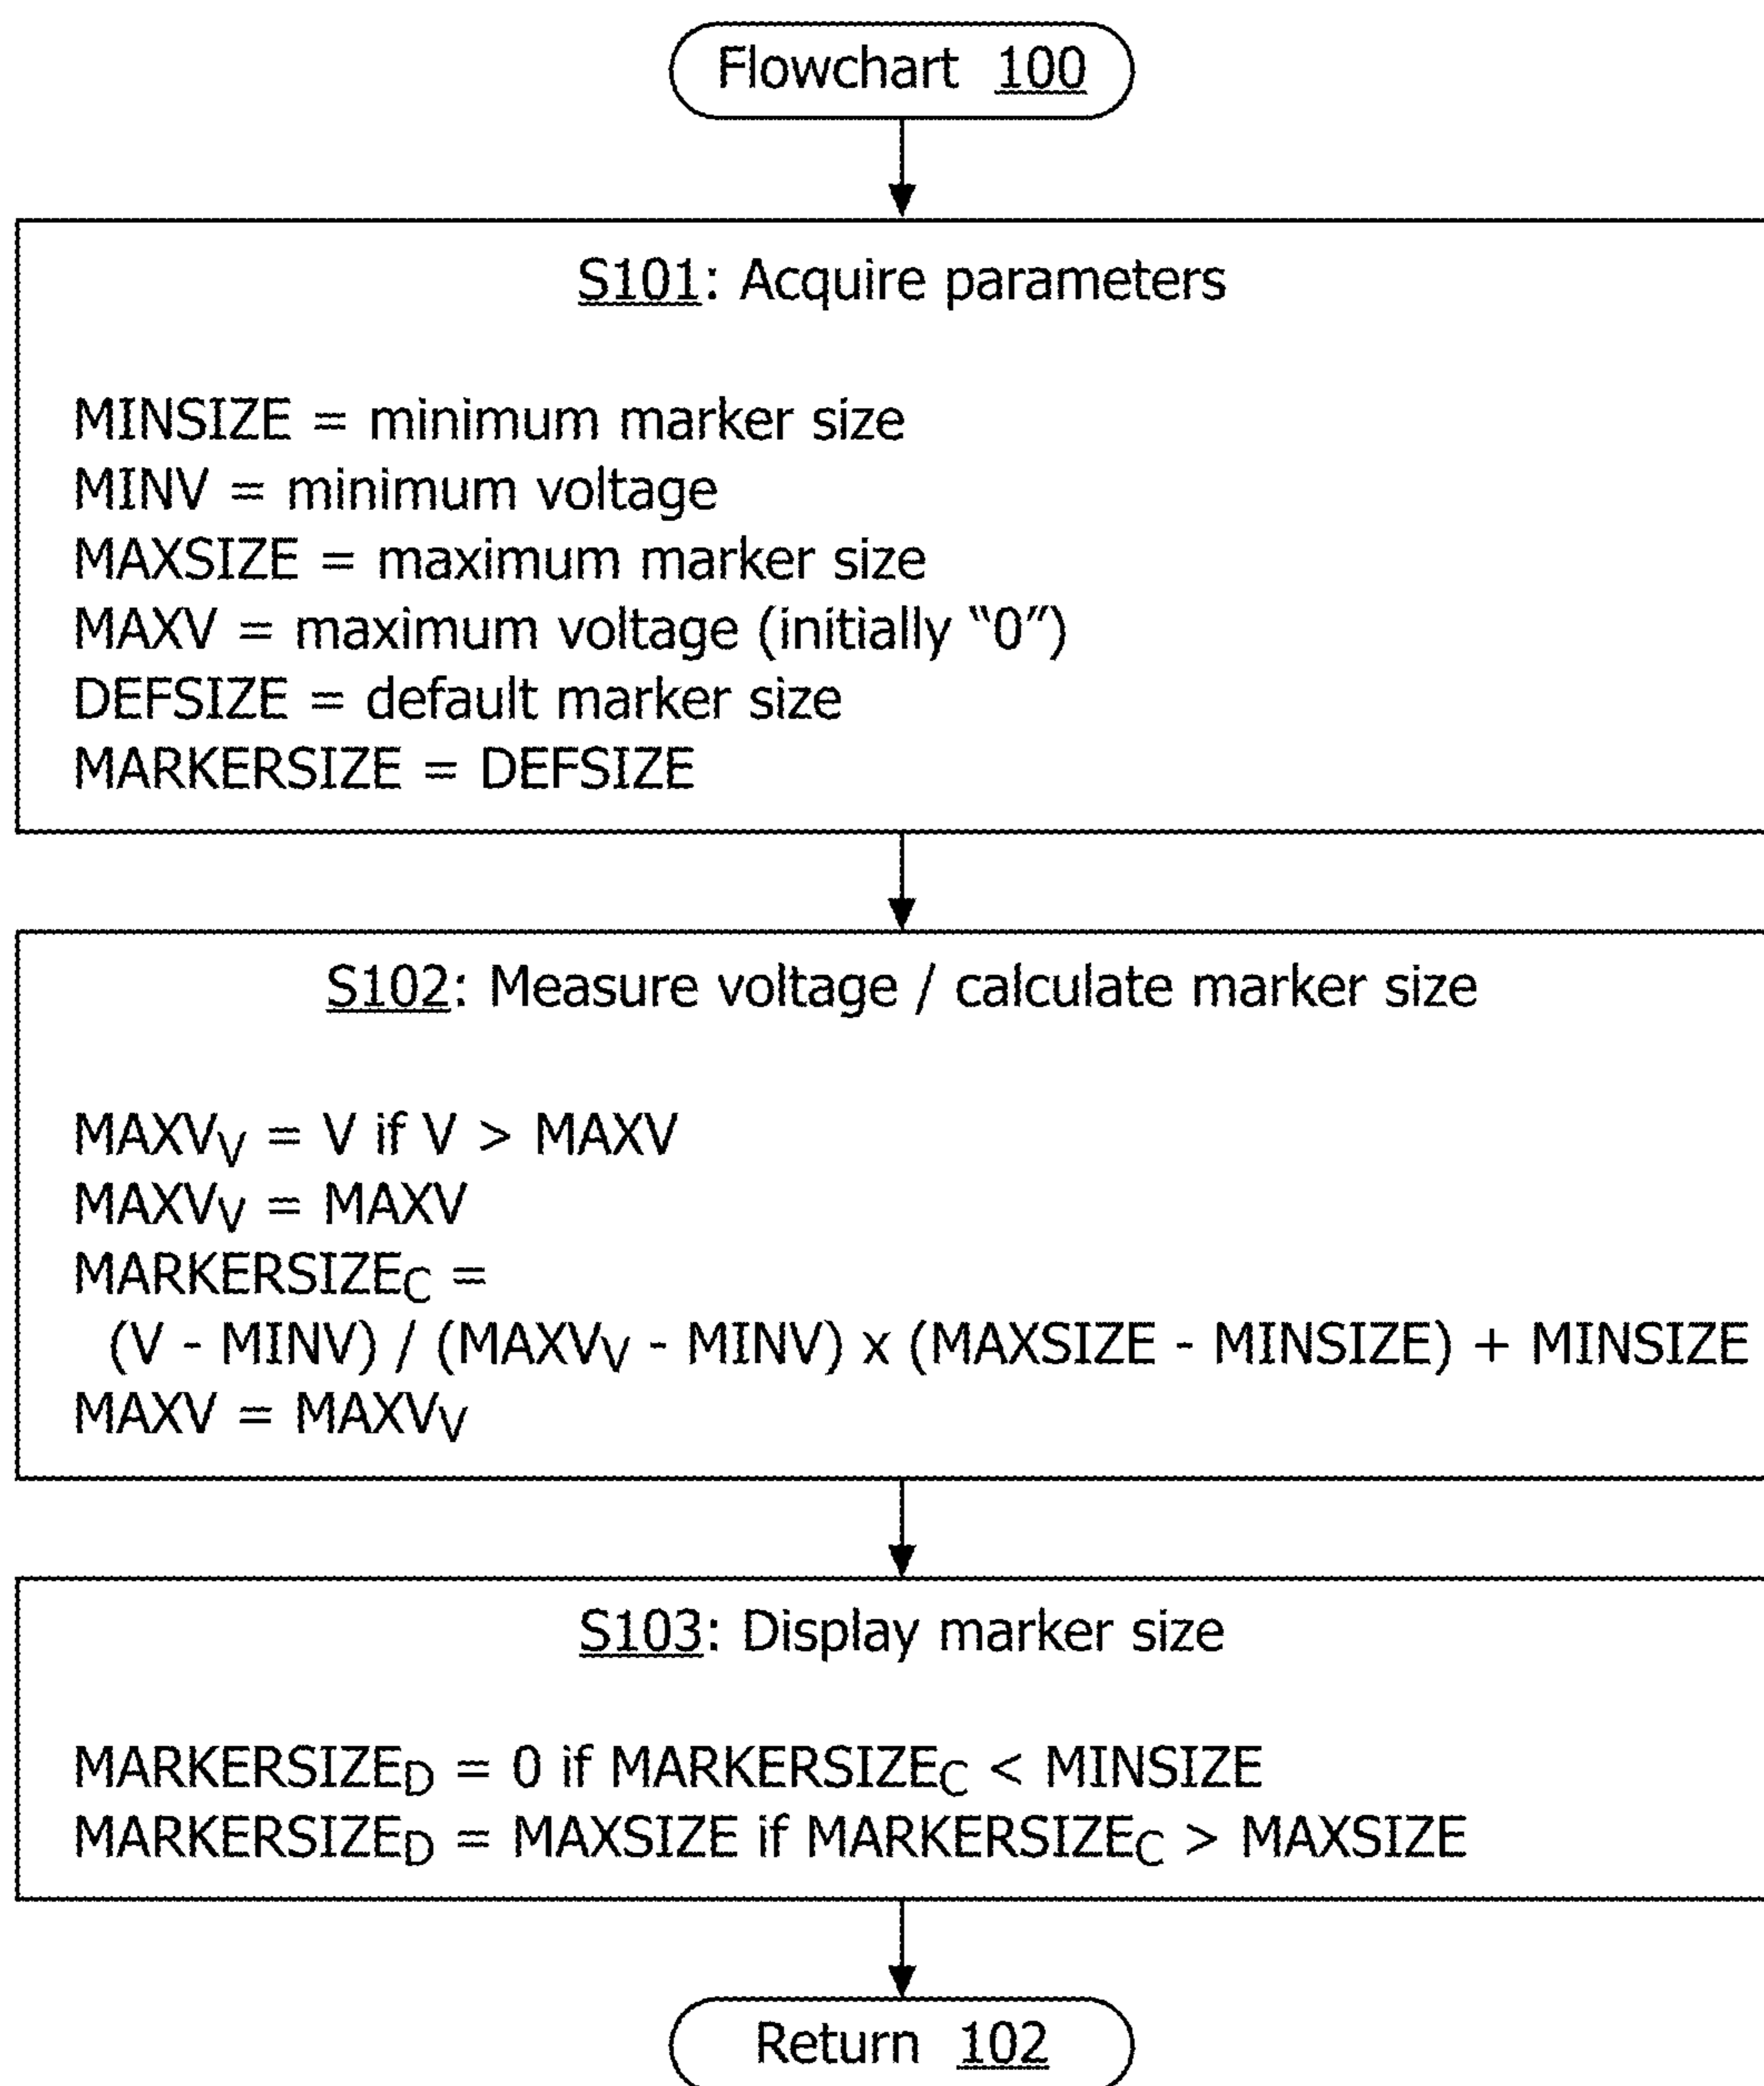 Flowchart 100
S101: Acquire parameters
MINSIZE = minimum marker size
MINV = minimum voltage
MAXSIZE = maximum marker size
MAXV = maximum voltage (initially “0”)
DEFSIZE = default marker size
MARKERSIZE = DEFSIZE
S102: Measure voltage / calculate marker size
MAXVV = V if V > MAXV
MAXVV = MAXV
MARKERSIZEC =
(V - MINV) / (MAXVV - MINV) x (MAXSIZE - MINSIZE) + MINSIZE
MAXV = MAXVV
S103: Display marker size
MARKERSIZED = 0 if MARKERSIZEC < MINSIZE
MARKERSIZED = MAXSIZE if MARKERSIZEC > MAXSIZE
Return 102